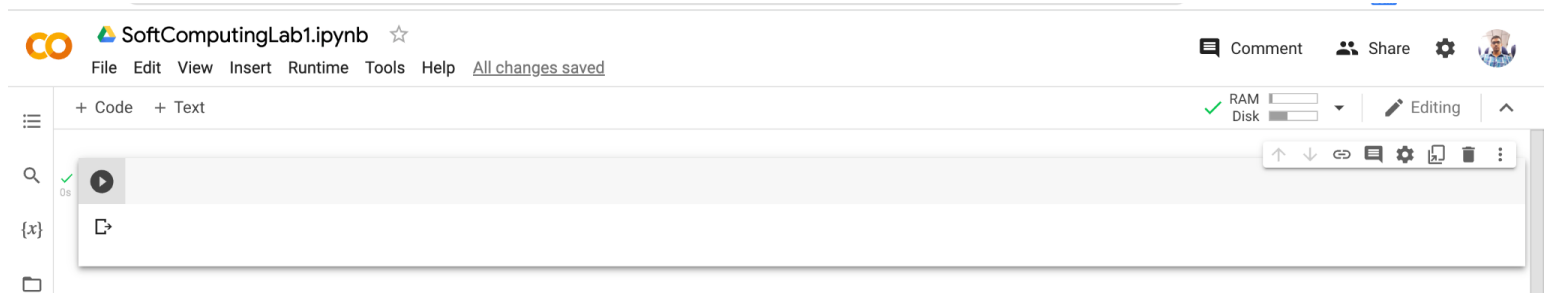 SoftComputingLab1.ipynb
Comment Share
File Edit View Insert Runtime Tools Help All changes saved
+ Code + Text
RAM
Disk
Editing
0s
{x}